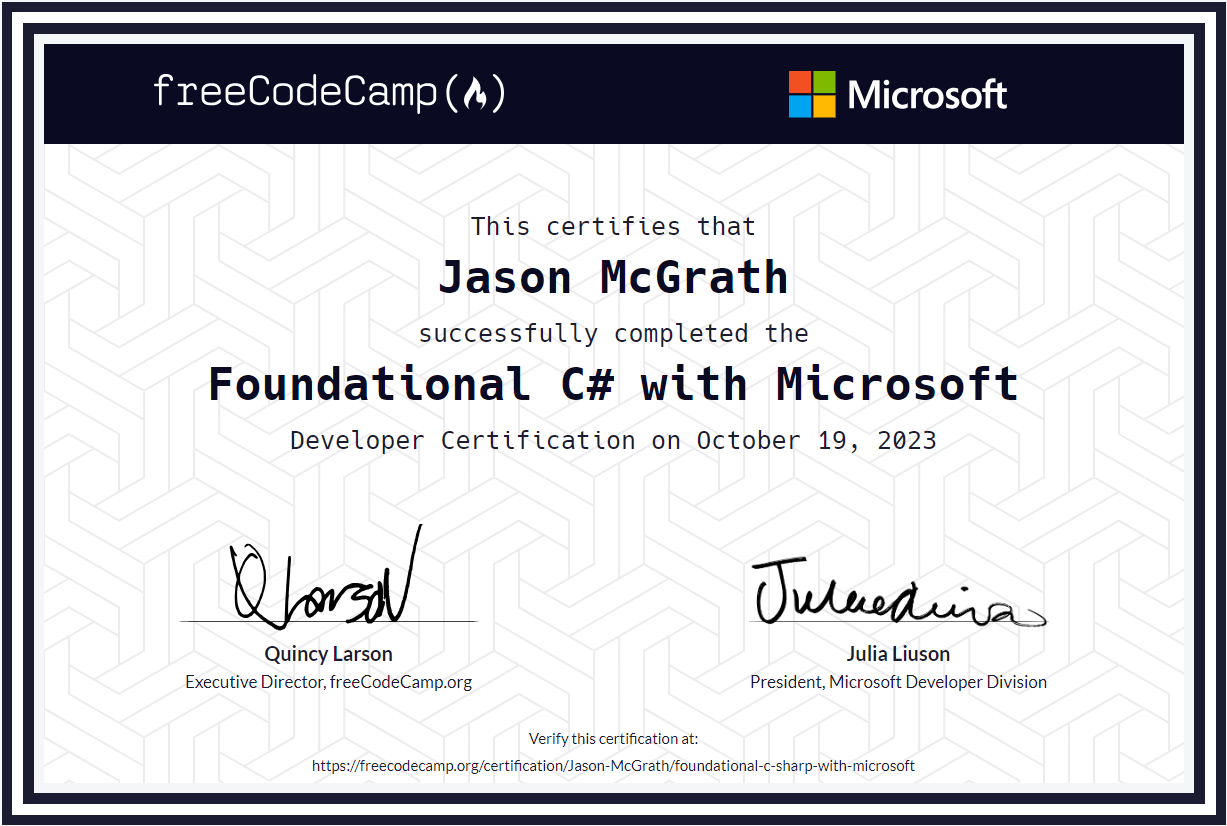 freeCodeCamp(🔥)
Microsoft
This certifies that
Jason McGrath
successfully completed the
Foundational C# with Microsoft
Developer Certification on October 19, 2023
Quincy Larson
Executive Director, freeCodeCamp.org
Julia Liuson
President, Microsoft Developer Division
Verify this certification at:
https://freecodecamp.org/certification/Jason-McGrath/foundational-c-sharp-with-microsoft